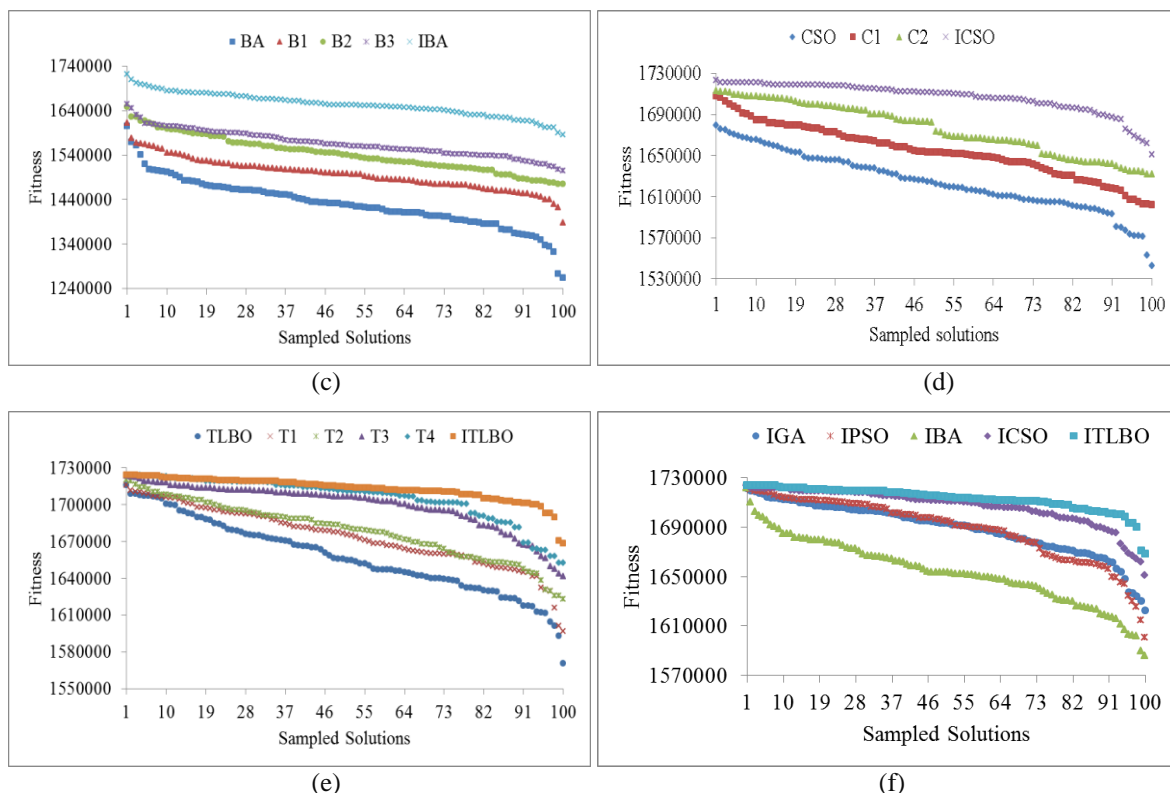 BA B1 B2 B3 IBA
1740000
1640000
1540000
1440000
1340000
1240000
Fitness
1 10 19 28 37 46 55 64 73 82 91 100
Sampled Solutions
(c)
CSO C1 C2 ICSO
1730000
1690000
1650000
1610000
1570000
1530000
Fitness
1 10 19 28 37 46 55 64 73 82 91 100
Sampled solutions
(d)
TLBO T1 T2 T3 T4 ITLBO
1730000
1700000
1670000
1640000
1610000
1580000
1550000
Fitness
1 10 19 28 37 46 55 64 73 82 91 100
Sampled Solutions
(e)
IGA IPSO IBA ICSO ITLBO
1730000
1690000
1650000
1610000
1570000
Fitness
1 10 19 28 37 46 55 64 73 82 91 100
Sampled Solutions
(f)